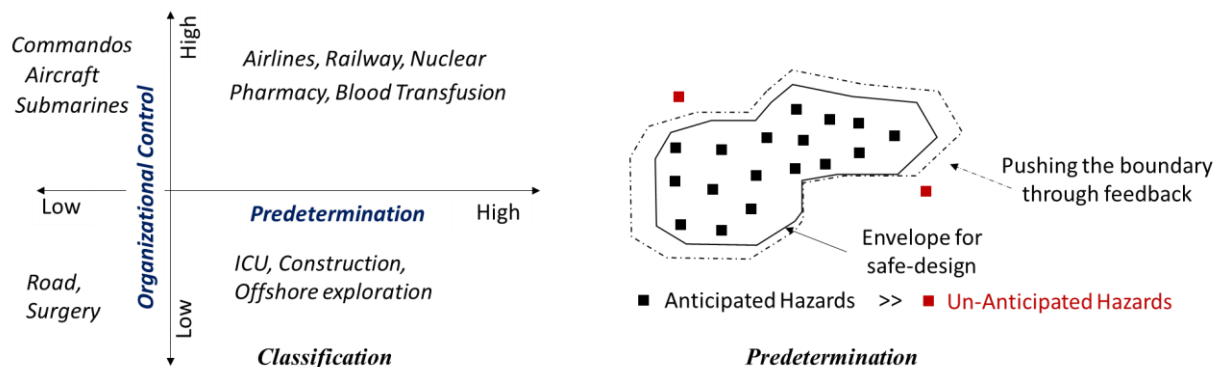 Commandos
Aircraft
Submarines
Organizational Control
High
Airlines, Railway, Nuclear
Pharmacy, Blood Transfusion
Low
Predetermination
High
Road,
Surgery
Low
ICU, Construction,
Offshore exploration
Classification
Pushing the boundary
through feedback
Envelope for
safe-design
Anticipated Hazards >> Un-Anticipated Hazards
Predetermination